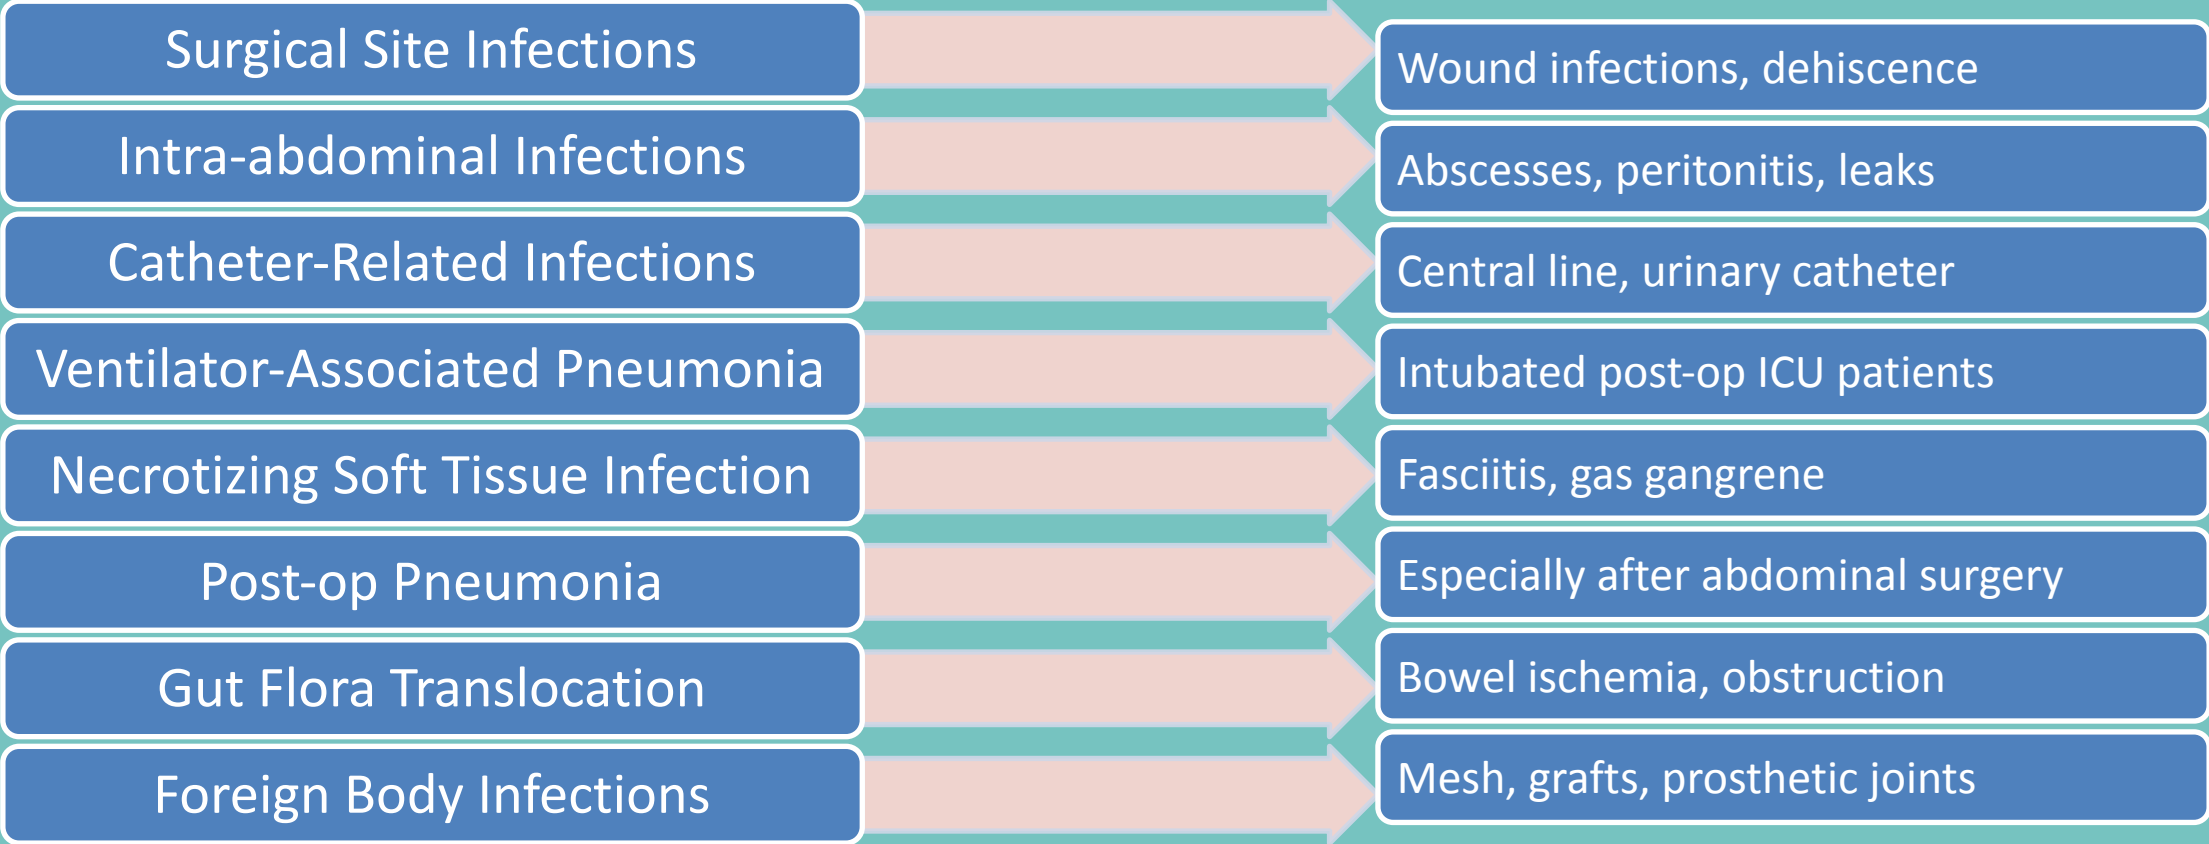 Surgical Site Infections
Wound infections, dehiscence
Intra-abdominal Infections
Abscesses, peritonitis, leaks
Catheter-Related Infections
Central line, urinary catheter
Ventilator-Associated Pneumonia
Intubated post-op ICU patients
Necrotizing Soft Tissue Infection
Fasciitis, gas gangrene
Post-op Pneumonia
Especially after abdominal surgery
Gut Flora Translocation
Bowel ischemia, obstruction
Foreign Body Infections
Mesh, grafts, prosthetic joints